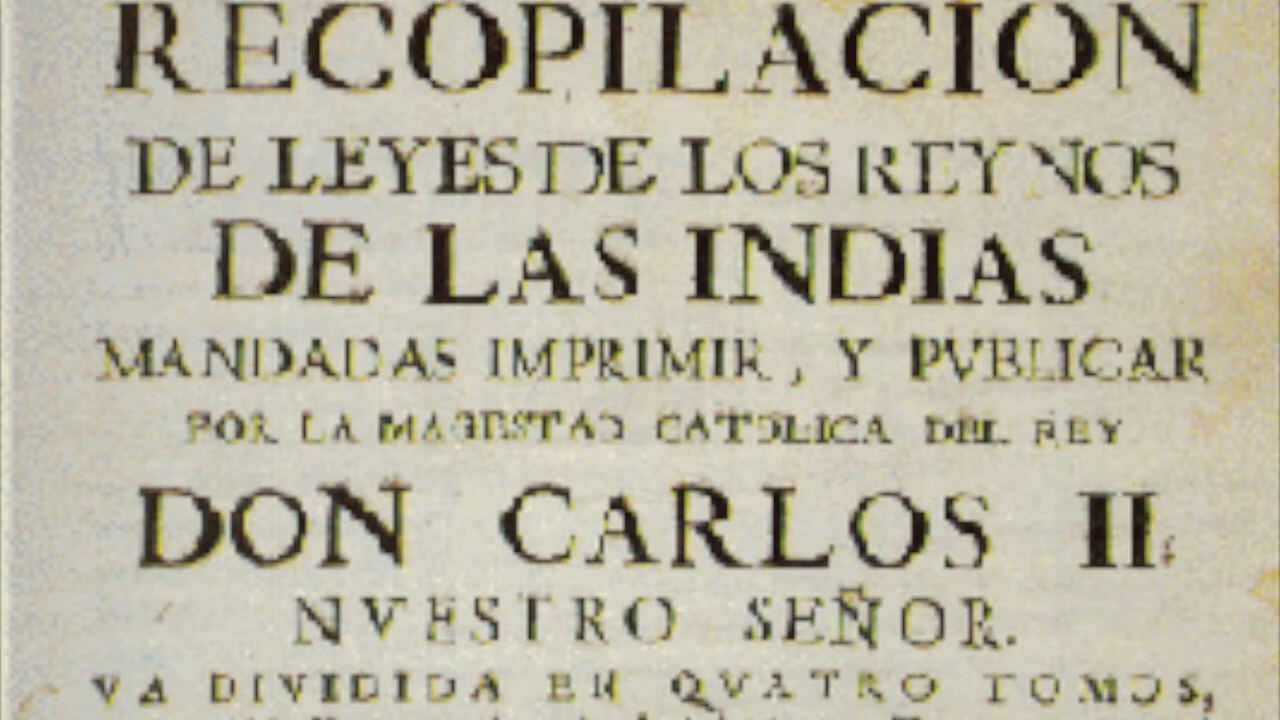 RECOPILACION
DE LEYES DE LOS REYNOS
DE LAS INDIAS
MANDADAS IMPRIMIR, Y PVBLICAR
POR LA MAGESTAD CATOLICA DEL REY
DON CARLOS II.
NVESTRO SEÑOR.
VA DIVIDIDA EN QVATRO TOMOS,